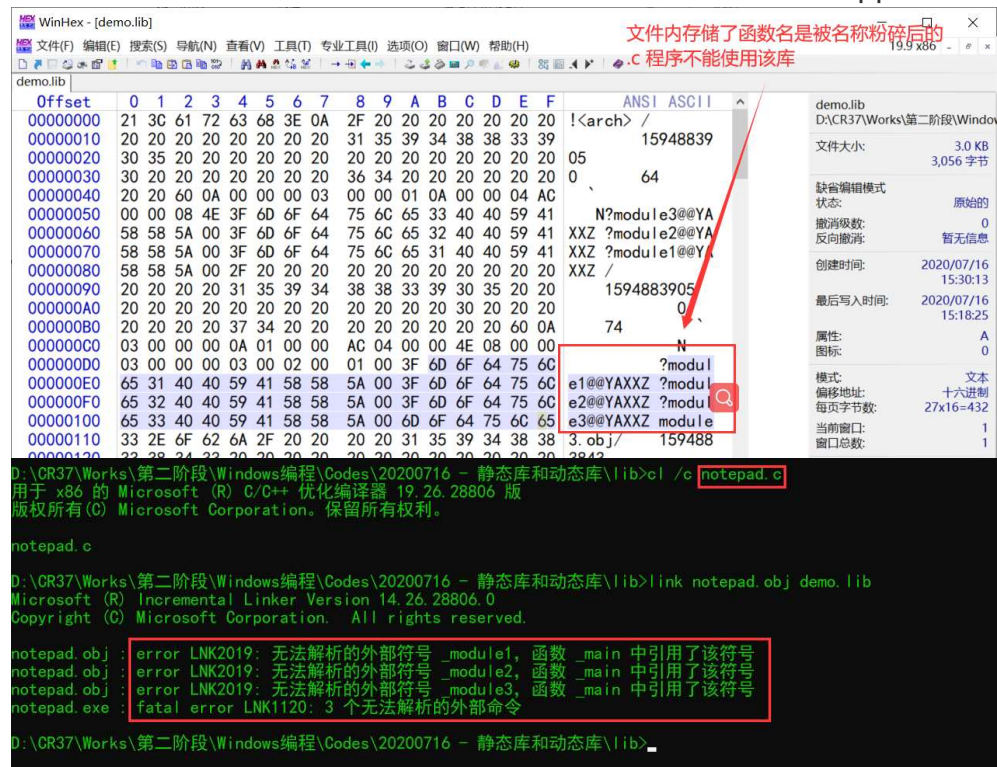 WinHex - [demo.lib]
文件内存储了函数名是被名称粉碎后的
.c 程序不能使用该库
文件(F) 编辑(E) 搜索(S) 导航(N) 查看(V) 工具(T) 专业工具(I) 选项(O) 窗口(W) 帮助(H)
19.9 x86
demo.lib
Offset 0 1 2 3 4 5 6 7 8 9 A B C D E F ANSI ASCII
00000000 21 3C 61 72 63 68 3E 0A 2F 20 20 20 20 20 20 20 !<arch> /
00000010 20 20 20 20 20 20 20 20 31 35 39 34 38 38 33 39 15948839
00000020 30 35 20 20 20 20 20 20 20 20 20 20 20 20 20 20 05
00000030 30 20 20 20 20 20 20 20 36 34 20 20 20 20 20 20 0 64
00000040 20 20 60 0A 00 00 00 03 00 00 01 0A 00 00 04 AC `
00000050 00 00 08 4E 3F 6D 6F 64 75 6C 65 33 40 40 59 41 N?module3@@YA
00000060 58 58 5A 00 3F 6D 6F 64 75 6C 65 32 40 40 59 41 XXZ ?module2@@YA
00000070 58 58 5A 00 3F 6D 6F 64 75 6C 65 31 40 40 59 41 XXZ ?module1@@YA
00000080 58 58 5A 00 2F 20 20 20 20 20 20 20 20 20 20 20 XXZ /
00000090 20 20 20 20 31 35 39 34 38 38 33 39 30 35 20 20 1594883905
000000A0 20 20 20 20 20 20 20 20 20 20 20 20 30 20 20 20 0
000000B0 20 20 20 20 37 34 20 20 20 20 20 20 20 20 60 0A 74 `
000000C0 03 00 00 00 0A 01 00 00 AC 04 00 00 4E 08 00 00 N
000000D0 03 00 00 00 03 00 02 00 01 00 3F 6D 6F 64 75 6C ?modul
000000E0 65 31 40 40 59 41 58 58 5A 00 3F 6D 6F 64 75 6C e1@@YAXXZ ?modul
000000F0 65 32 40 40 59 41 58 58 5A 00 3F 6D 6F 64 75 6C e2@@YAXXZ ?modul
00000100 65 33 40 40 59 41 58 58 5A 00 6D 6F 64 75 6C 65 e3@@YAXXZ module
00000110 33 2E 6F 62 6A 2F 20 20 20 20 31 35 39 34 38 38 3.obj/ 159488
demo.lib
D:\CR37\Works\第二阶段\Window
文件大小: 3.0 KB
3,056 字节
缺省编辑模式
状态: 原始的
撤消级数: 0
反向撤消: 暂无信息
创建时间: 2020/07/16
15:30:13
最后写入时间: 2020/07/16
15:18:25
属性: A
图标: 0
模式: 文本
偏移地址: 十六进制
每页字节数: 27x16=432
当前窗口: 1
窗口总数: 1
D:\CR37\Works\第二阶段\Windows编程\Codes\20200716 - 静态库和动态库\lib>cl /c notepad.c
用于 x86 的 Microsoft (R) C/C++ 优化编译器 19.26.28806 版
版权所有(C) Microsoft Corporation。保留所有权利。
notepad.c
D:\CR37\Works\第二阶段\Windows编程\Codes\20200716 - 静态库和动态库\lib>link notepad.obj demo.lib
Microsoft (R) Incremental Linker Version 14.26.28806.0
Copyright (C) Microsoft Corporation. All rights reserved.
notepad.obj : error LNK2019: 无法解析的外部符号 _module1，函数 _main 中引用了该符号
notepad.obj : error LNK2019: 无法解析的外部符号 _module2，函数 _main 中引用了该符号
notepad.obj : error LNK2019: 无法解析的外部符号 _module3，函数 _main 中引用了该符号
notepad.exe : fatal error LNK1120: 3 个无法解析的外部命令
D:\CR37\Works\第二阶段\Windows编程\Codes\20200716 - 静态库和动态库\lib>